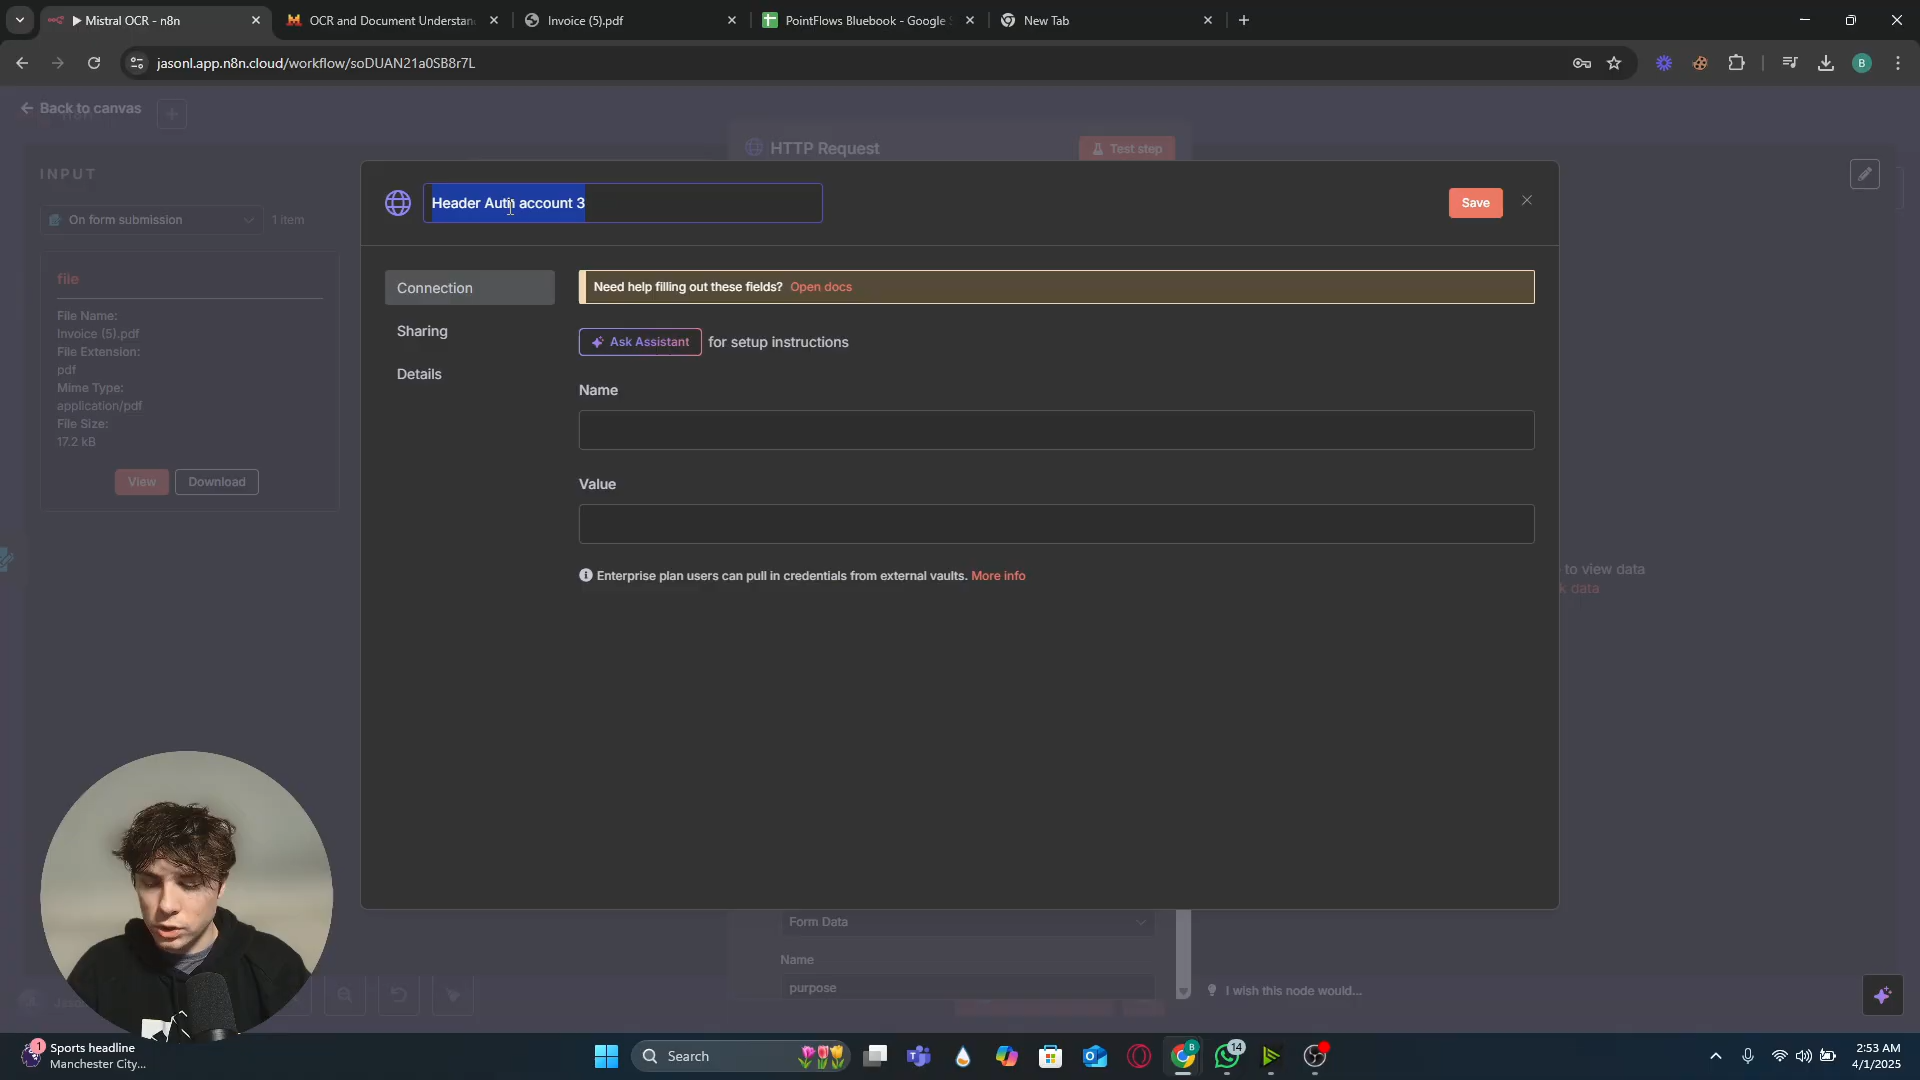 Mistral OCR - n8n
OCR and Document Understan
Invoice (5).pdf
PointFlows Bluebook - Google
New Tab
jasonl.app.n8n.cloud/workflow/soDUAN21a0SB8r7L
B
Back to canvas
HTTP Request
Test step
INPUT
Header Auth account 3
Save
On form submission
1 item
file
Connection
Need help filling out these fields? Open docs
File Name:
Invoice (5).pdf
Sharing
Ask Assistant for setup instructions
File Extension:
pdf
Details
Mime Type:
application/pdf
Name
File Size:
17.2 kB
View
Download
Value
Enterprise plan users can pull in credentials from external vaults. More info
to view data
k data
Form Data
Name
purpose
I wish this node would...
1
Sports headline
Manchester City...
Search
B
14
2:53 AM
4/1/2025